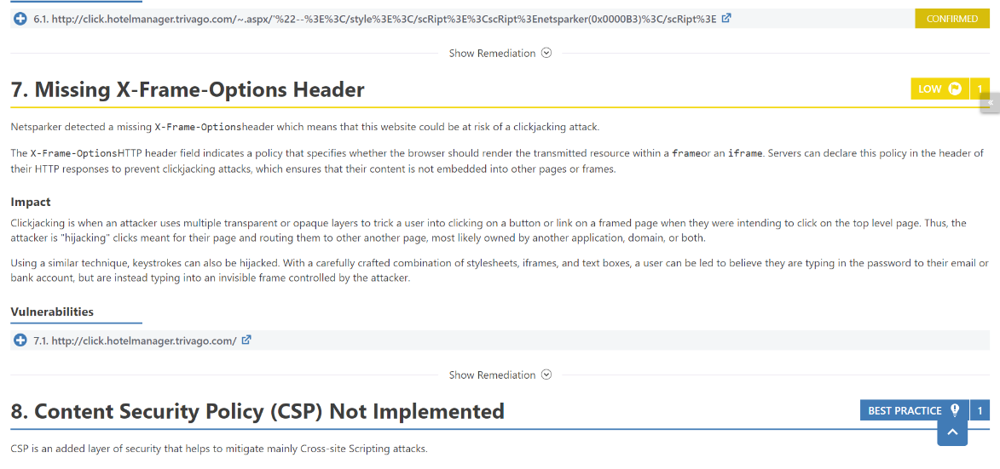 6.1. http://click.hotelmanager.trivago.com/~.aspx/'%22--%3E%3C/style%3E%3C/scRipt%3E%3CscRipt%3Enetsparker(0x0000B3)%3C/scRipt%3E
CONFIRMED
Show Remediation
7. Missing X-Frame-Options Header
LOW 1
«
Netsparker detected a missing X-Frame-Optionsheader which means that this website could be at risk of a clickjacking attack.
The X-Frame-OptionsHTTP header field indicates a policy that specifies whether the browser should render the transmitted resource within a frameor an iframe. Servers can declare this policy in the header of
their HTTP responses to prevent clickjacking attacks, which ensures that their content is not embedded into other pages or frames.
Impact
Clickjacking is when an attacker uses multiple transparent or opaque layers to trick a user into clicking on a button or link on a framed page when they were intending to click on the top level page. Thus, the
attacker is "hijacking" clicks meant for their page and routing them to other another page, most likely owned by another application, domain, or both.
Using a similar technique, keystrokes can also be hijacked. With a carefully crafted combination of stylesheets, iframes, and text boxes, a user can be led to believe they are typing in the password to their email or
bank account, but are instead typing into an invisible frame controlled by the attacker.
Vulnerabilities
7.1. http://click.hotelmanager.trivago.com/
Show Remediation
8. Content Security Policy (CSP) Not Implemented
BEST PRACTICE 1
CSP is an added layer of security that helps to mitigate mainly Cross-site Scripting attacks.